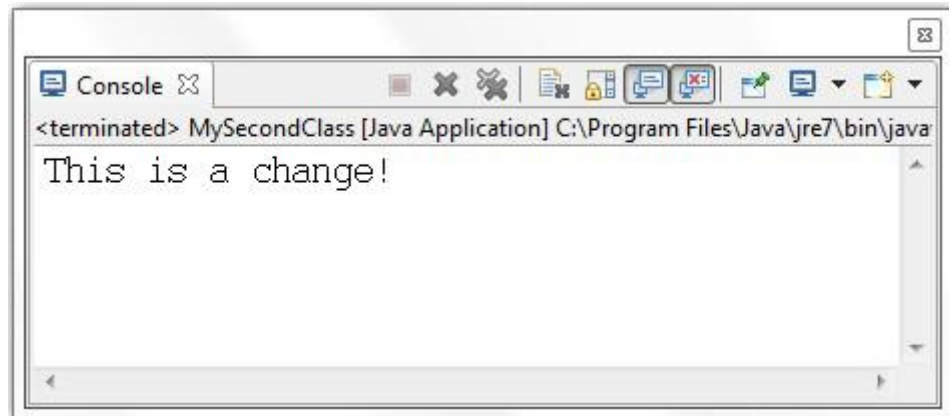 Console
<terminated> MySecondClass [Java Application] C:\Program Files\Java\jre7\bin\java
This is a change!